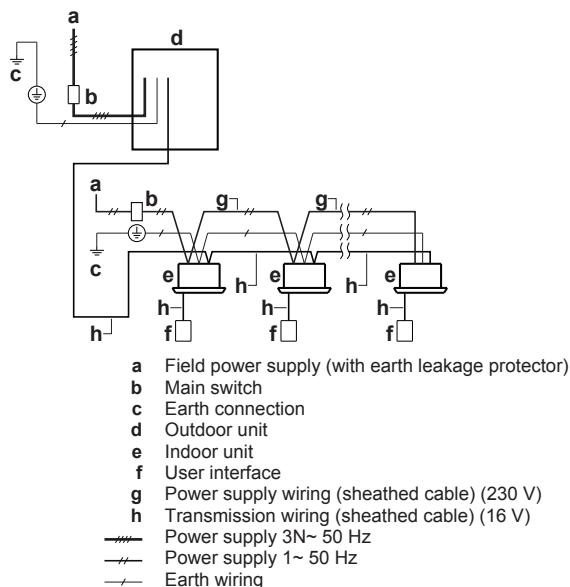 a
d
c
b
a
b
g
g
c
e
e
e
h
h
h
h
h
h
f
f
f
a Field power supply (with earth leakage protector)
b Main switch
c Earth connection
d Outdoor unit
e Indoor unit
f User interface
g Power supply wiring (sheathed cable) (230 V)
h Transmission wiring (sheathed cable) (16 V)
Power supply 3N~ 50 Hz
Power supply 1~ 50 Hz
Earth wiring